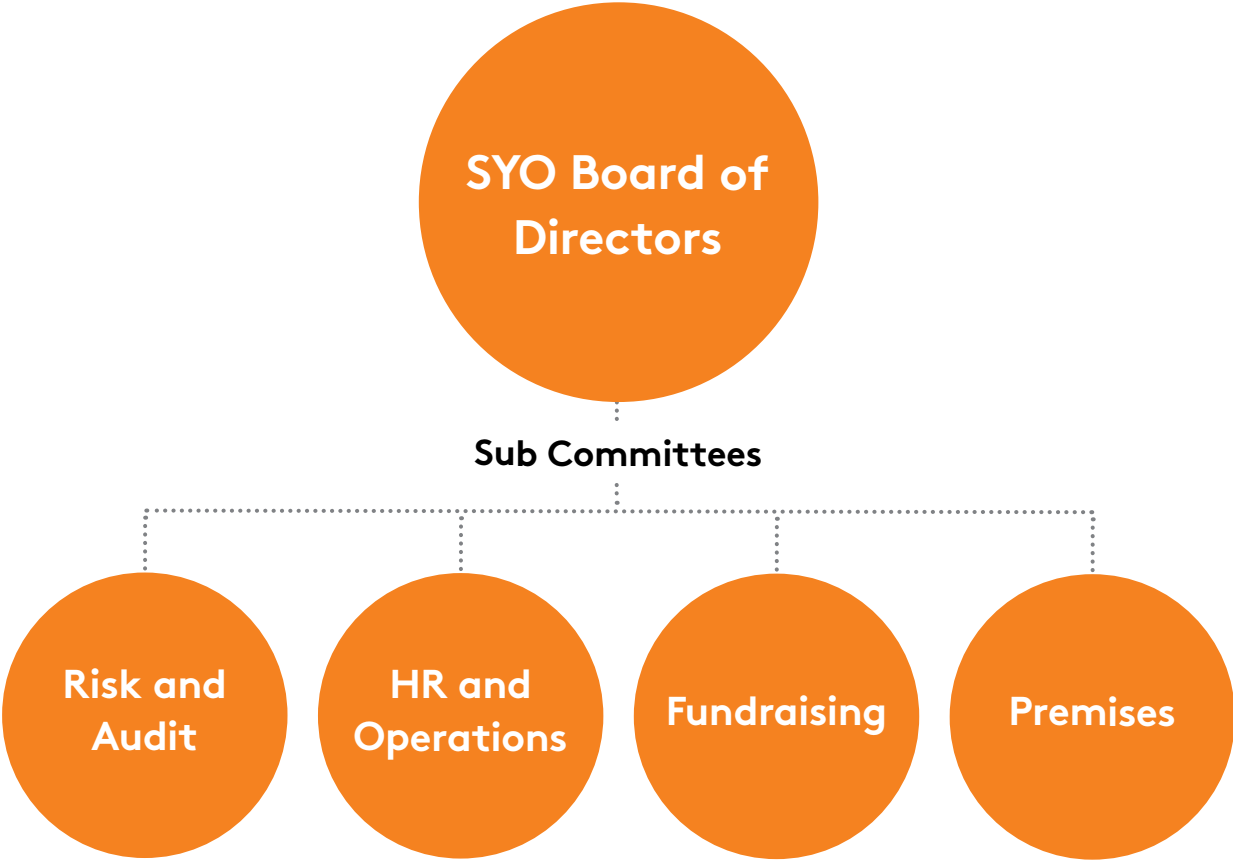 SYO Board of
Directors
Sub Committees
Risk and
Audit
HR and
Operations
Fundraising
Premises